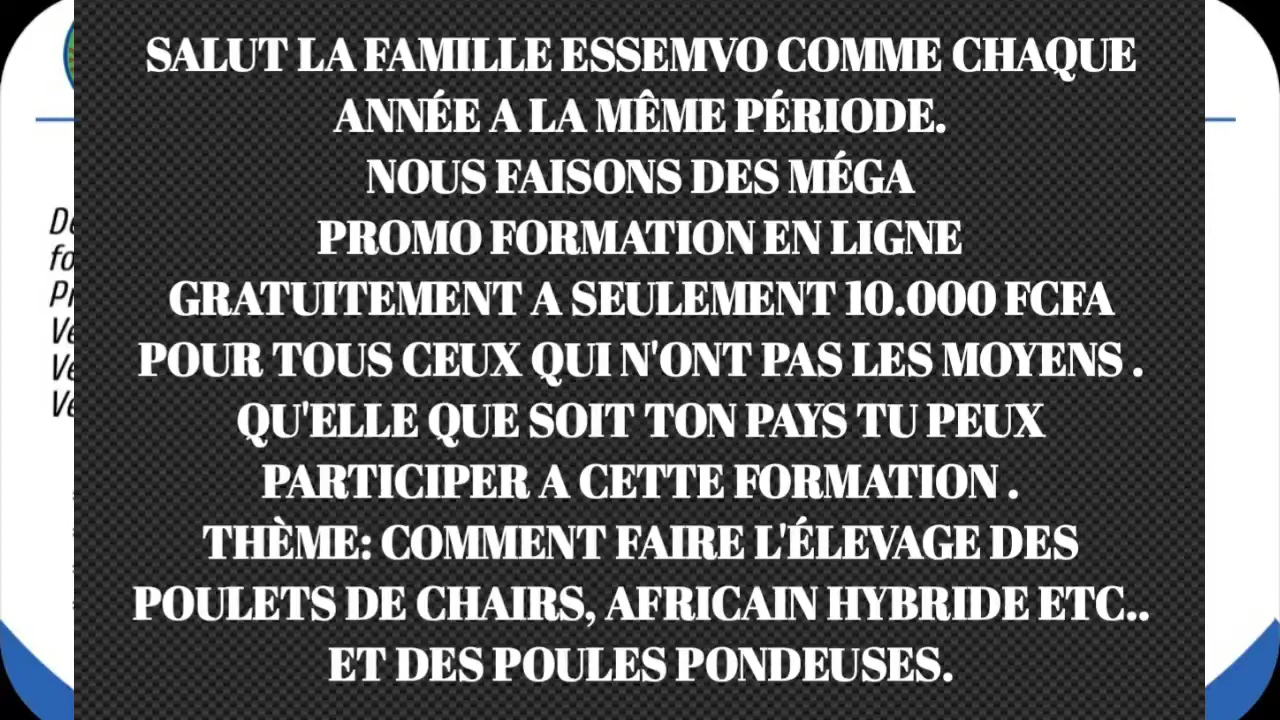 SALUT LA FAMILLE ESSEMVO COMME CHAQUE
ANNÉE A LA MÊME PÉRIODE.
NOUS FAISONS DES MÉGA
PROMO FORMATION EN LIGNE
GRATUITEMENT A SEULEMENT 10.000 FCFA
POUR TOUS CEUX QUI N'ONT PAS LES MOYENS .
QU'ELLE QUE SOIT TON PAYS TU PEUX
PARTICIPER A CETTE FORMATION .
THÈME: COMMENT FAIRE L'ÉLEVAGE DES
POULETS DE CHAIRS, AFRICAIN HYBRIDE ETC..
ET DES POULES PONDEUSES.